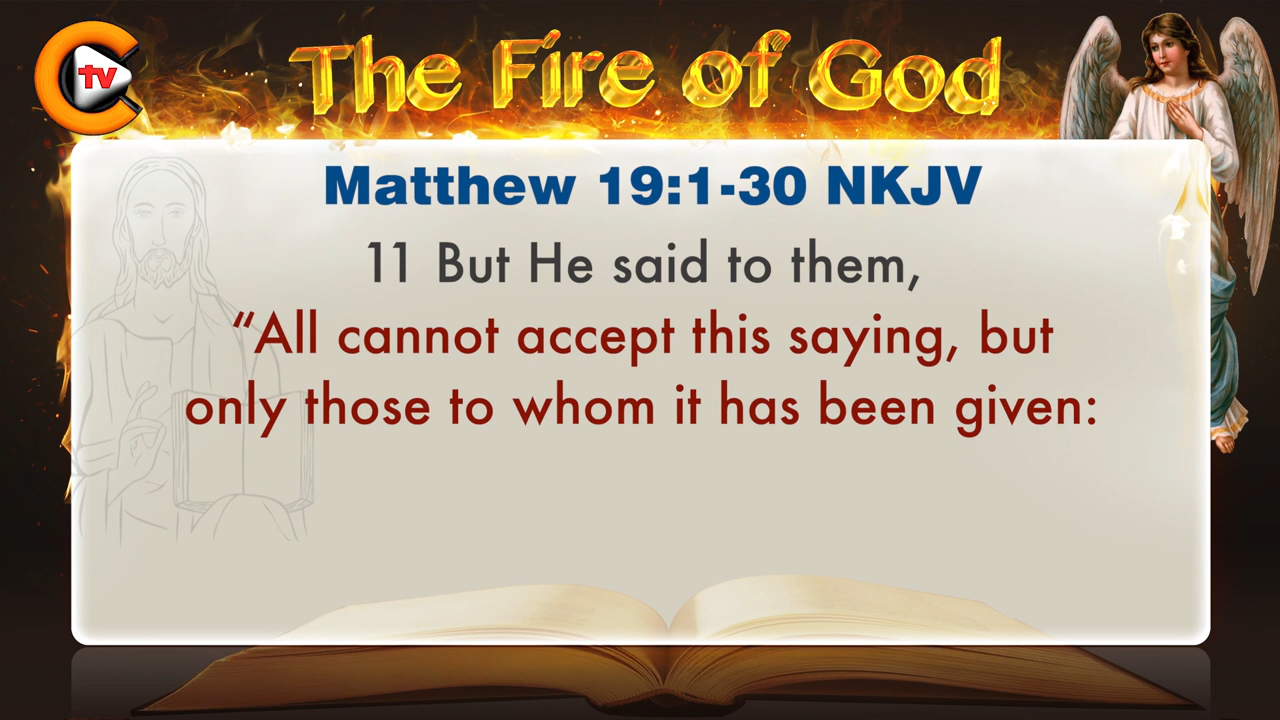 tv
The Fire of God
Matthew 19:1-30 NKJV
11 But He said to them,
“All cannot accept this saying, but
only those to whom it has been given: